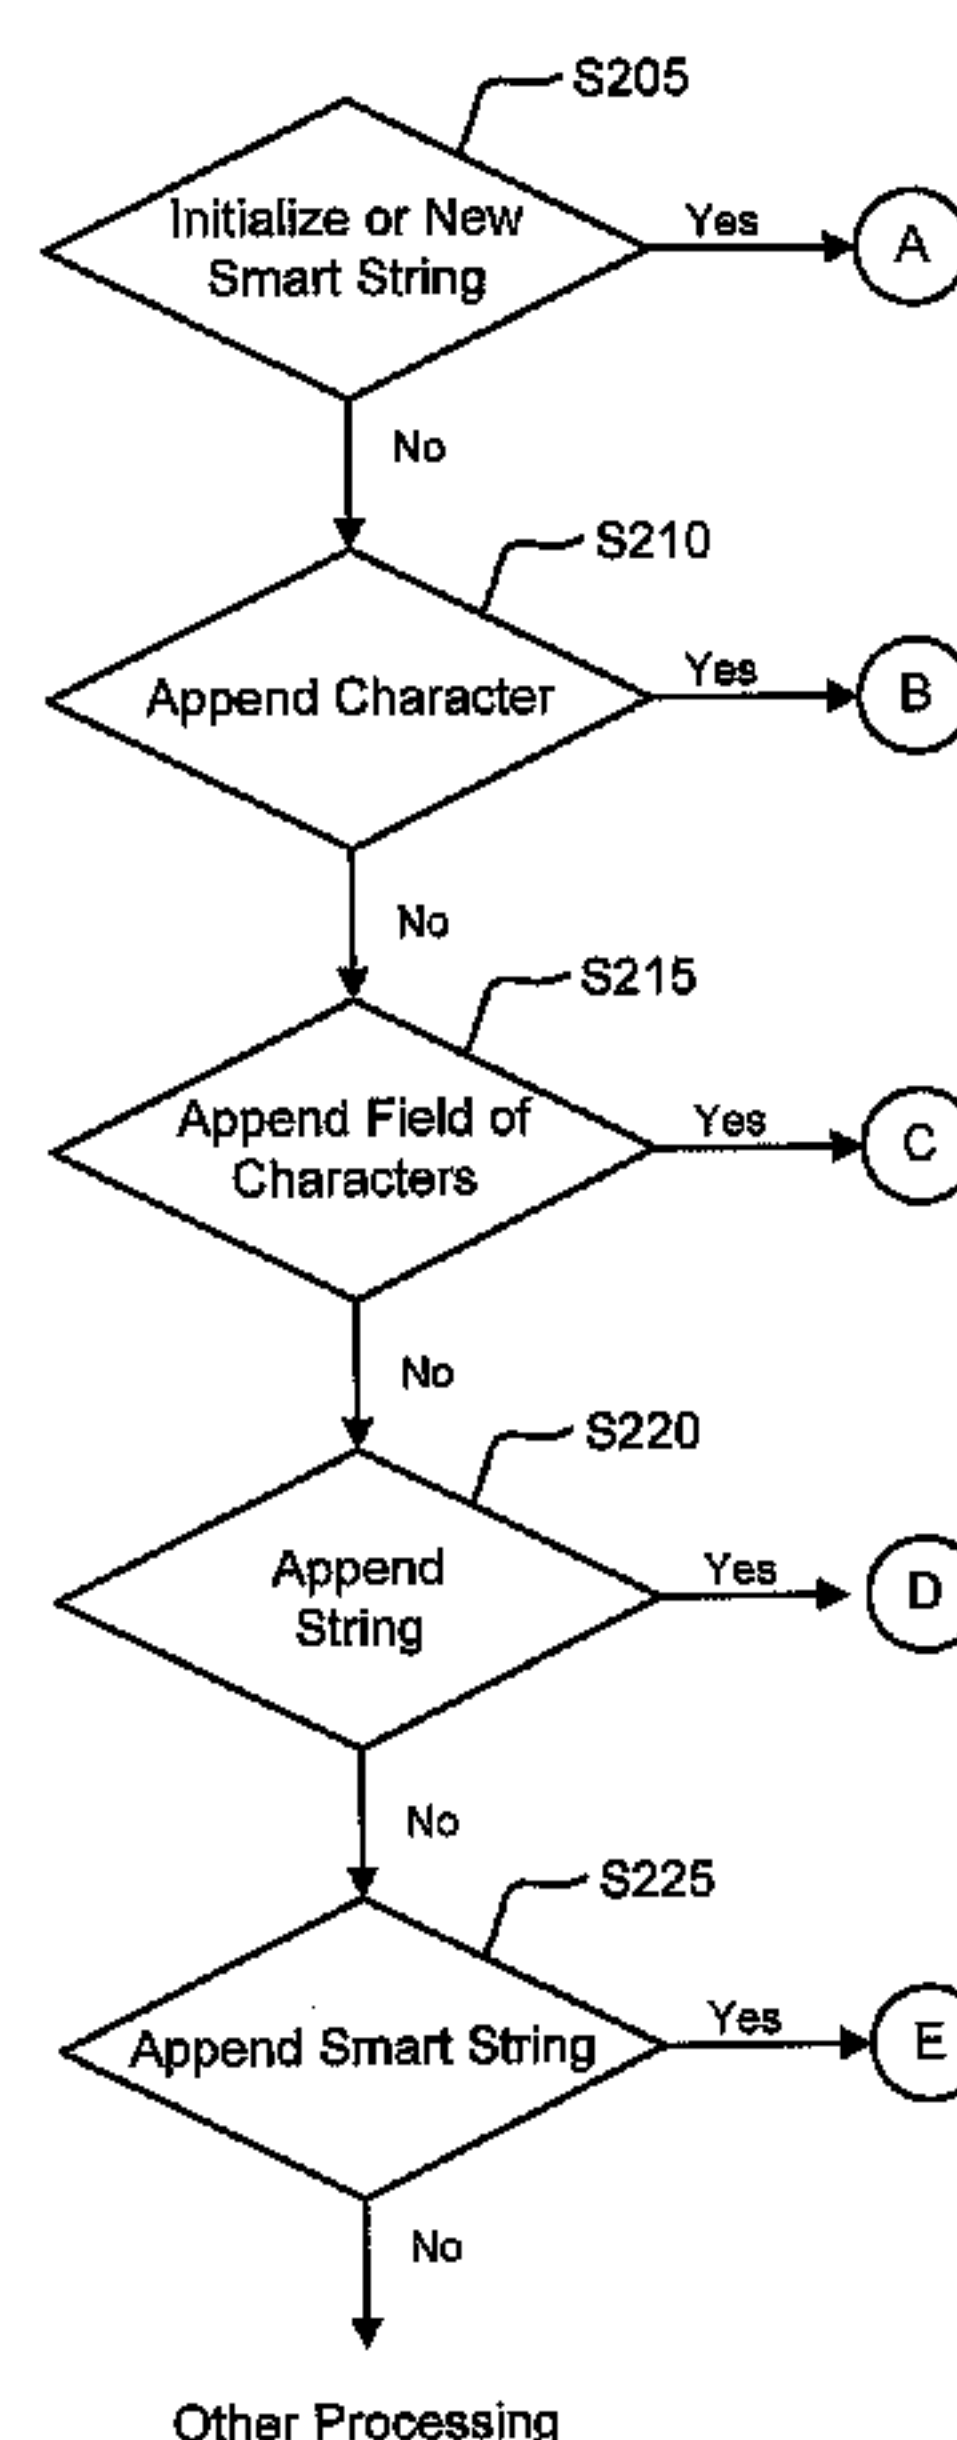 S205
Initialize or New
Smart String
Yes
A
No
S210
Append Character
Yes
B
No
S215
Append Field of
Characters
Yes
C
No
S220
Append
String
Yes
D
No
S225
Append Smart String
Yes
E
No
Other Processing